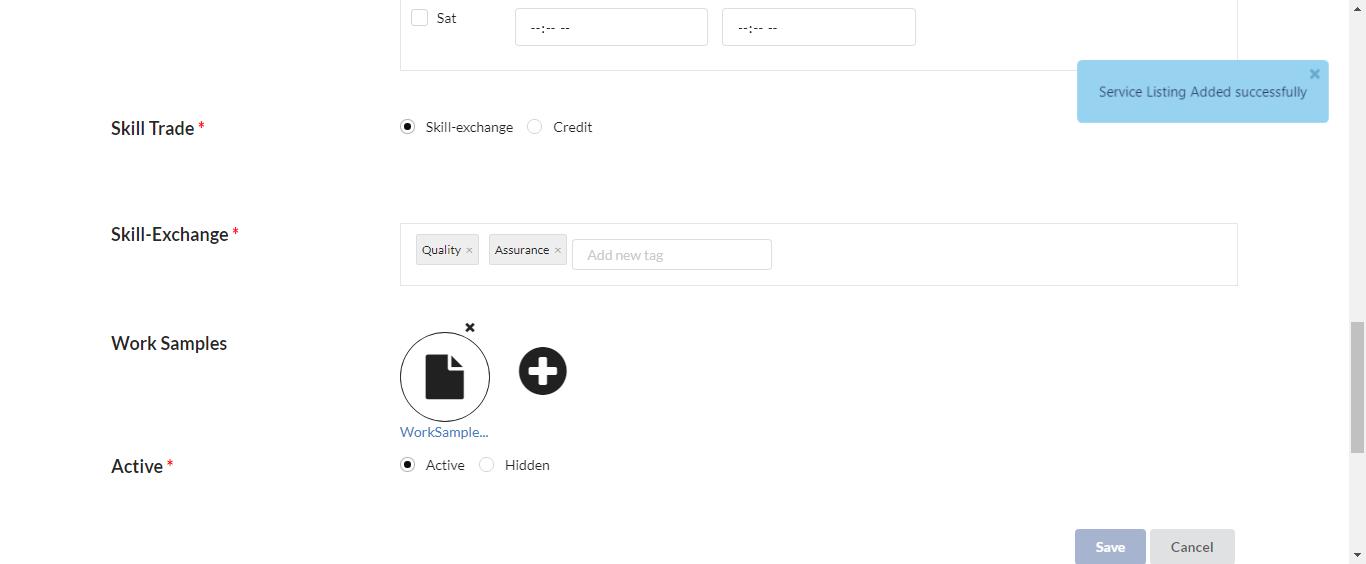 Sat --:-- -- --:-- --
Service Listing Added successfully
Skill Trade * Skill-exchange Credit
Skill-Exchange * Quality × Assurance × Add new tag
Work Samples
WorkSample...
Active * Active Hidden
Save Cancel